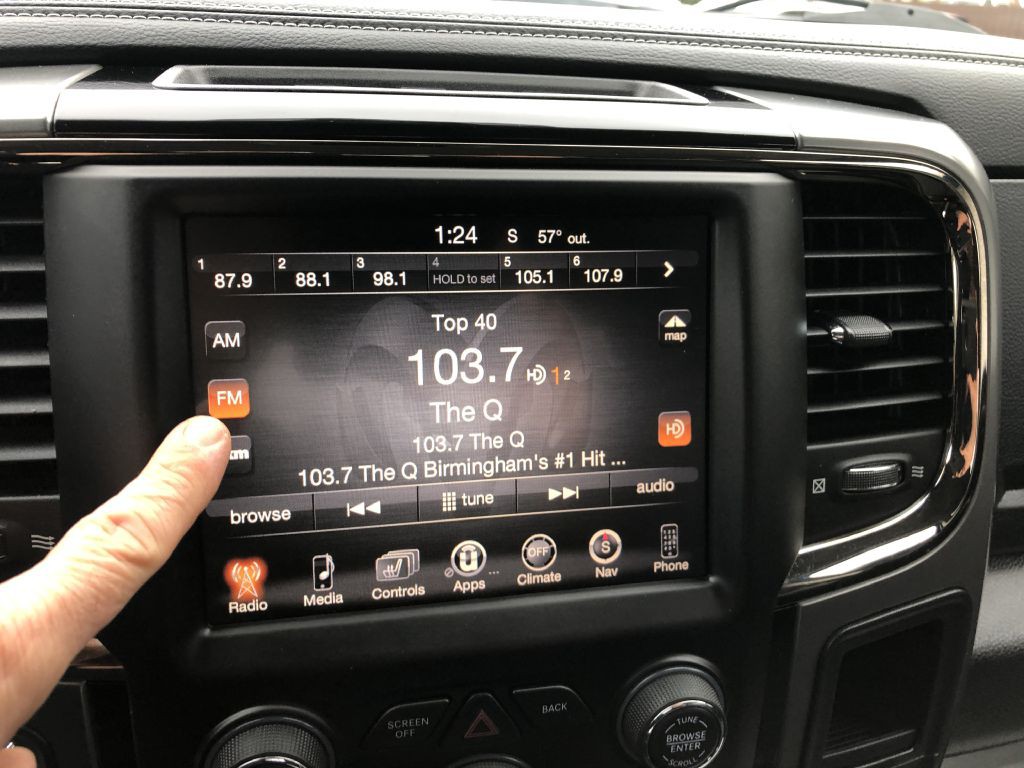 1:24 S 57° out.
1 87.9 2 88.1 3 98.1 4 HOLD to set 5 105.1 6 107.9
Top 40
map
AM
103.7 HD 1 2
FM
The Q
HD
103.7 The Q
103.7 The Q Birmingham's #1 Hit ...
browse tune audio
OFF S
Radio Media Controls Apps ... Climate Nav Phone
SCREEN OFF BACK
TUNE
BROWSE
ENTER
SCROLL